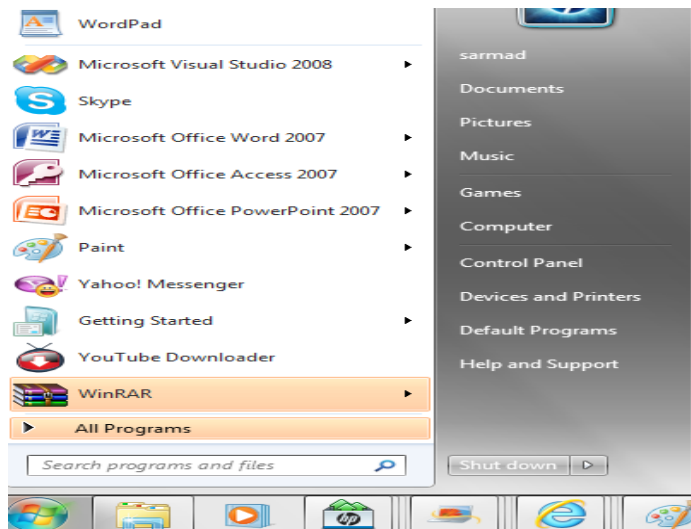 WordPad
Microsoft Visual Studio 2008
Skype
Microsoft Office Word 2007
Microsoft Office Access 2007
Microsoft Office PowerPoint 2007
Paint
Yahoo! Messenger
Getting Started
YouTube Downloader
WinRAR
All Programs
Search programs and files
sarmad
Documents
Pictures
Music
Games
Computer
Control Panel
Devices and Printers
Default Programs
Help and Support
Shut down
hp